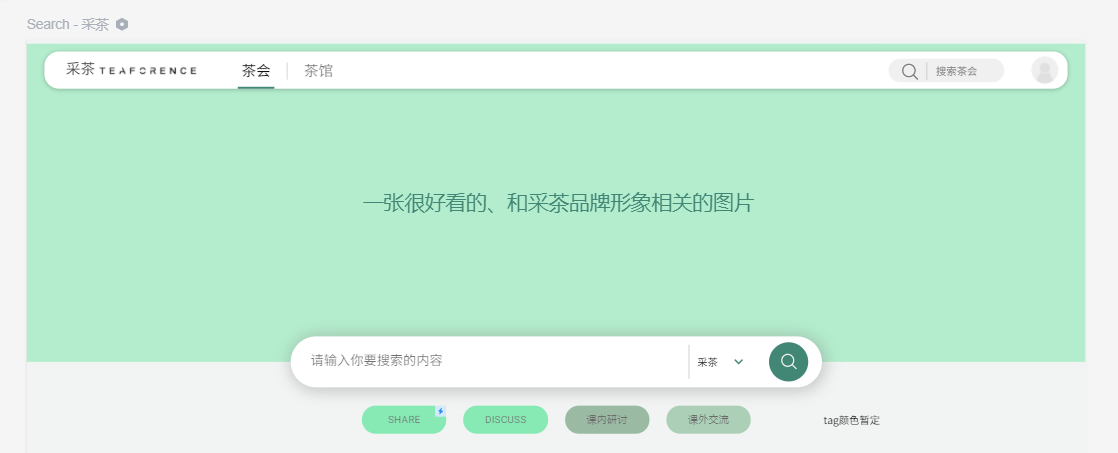 Search - 采茶
采茶 TEAFORENCE 茶会 茶馆 搜索茶会
一张很好看的、和采茶品牌形象相关的图片
请输入你要搜索的内容 采茶
SHARE DISCUSS 课内研讨 课外交流 tag颜色暂定